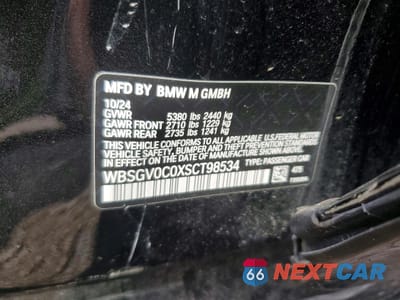 MFD BY BMW M GMBH
10/24
GVWR 5380 lbs 2440 kg
GAWR FRONT 2710 lbs 1229 kg
GAWR REAR 2735 lbs 1241 kg
THIS VEHICLE CONFORMS TO ALL APPLICABLE U.S. FEDERAL MOTOR
VEHICLE SAFETY, BUMPER, AND THEFT PREVENTION STANDARDS
IN EFFECT ON THE DATE OF MANUFACTURE SHOWN ABOVE.
WBSGV0C0XSCT98534 TYPE: PASSENGER CAR
66 NEXTCAR